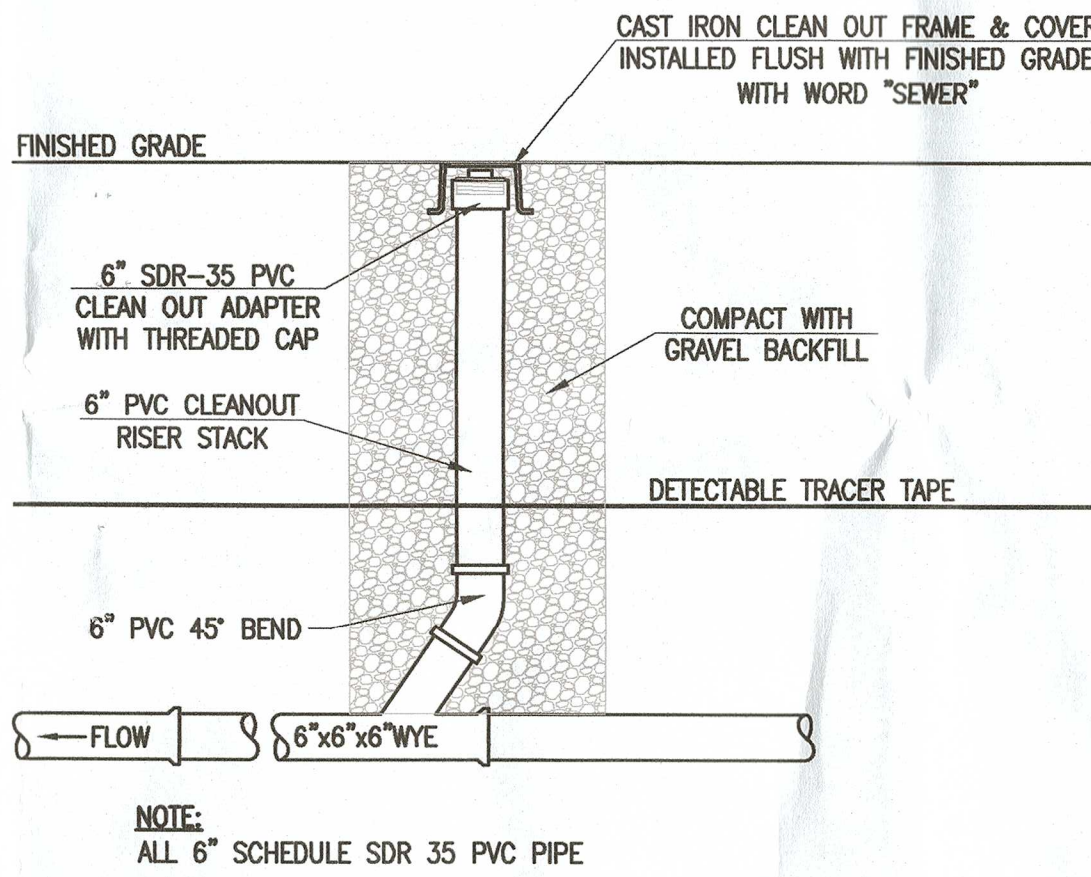 CAST IRON CLEAN OUT FRAME & COVER
INSTALLED FLUSH WITH FINISHED GRADE
WITH WORD "SEWER"
FINISHED GRADE
6" SDR-35 PVC
CLEAN OUT ADAPTER
WITH THREADED CAP
COMPACT WITH
GRAVEL BACKFILL
6" PVC CLEANOUT
RISER STACK
DETECTABLE TRACER TAPE
6" PVC 45° BEND
FLOW
6"x6"x6"WYE
NOTE:
ALL 6" SCHEDULE SDR 35 PVC PIPE